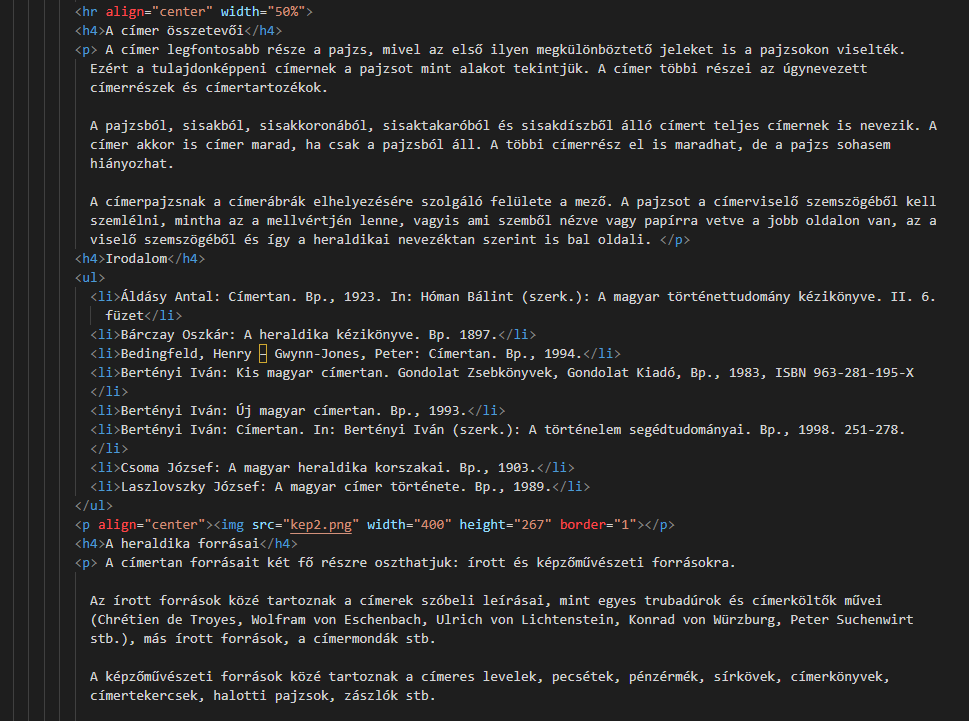 <hr align="center" width="50%">
<h4>A címer összetevői</h4>
<p> A címer legfontosabb része a pajzs, mivel az első ilyen megkülönböztető jeleket is a pajzsokon viselték.
Ezért a tulajdonképpeni címernek a pajzsot mint alakot tekintjük. A címer többi részei az úgynevezett
címerrészek és címertartozékok.
A pajzsból, sisakból, sisakkoronából, sisaktakaróból és sisakdíszből álló címert teljes címernek is nevezik. A
címer akkor is címer marad, ha csak a pajzsból áll. A többi címerrész el is maradhat, de a pajzs sohasem
hiányozhat.
A címerpajzsnak a címerábrák elhelyezésére szolgáló felülete a mező. A pajzsot a címerviselő szemszögéből kell
szemlélni, mintha az a mellvértjén lenne, vagyis ami szemből nézve vagy papírra vetve a jobb oldalon van, az a
viselő szemszögéből és így a heraldikai nevezéktan szerint is bal oldali. </p>
<h4>Irodalom</h4>
<ul>
<li>Áldásy Antal: Címertan. Bp., 1923. In: Hóman Bálint (szerk.): A magyar történettudomány kézikönyve. II. 6.
füzet</li>
<li>Bárczay Oszkár: A heraldika kézikönyve. Bp. 1897.</li>
<li>Bedingfeld, Henry – Gwynn-Jones, Peter: Címertan. Bp., 1994.</li>
<li>Bertényi Iván: Kis magyar címertan. Gondolat Zsebkönyvek, Gondolat Kiadó, Bp., 1983, ISBN 963-281-195-X
</li>
<li>Bertényi Iván: Új magyar címertan. Bp., 1993.</li>
<li>Bertényi Iván: Címertan. In: Bertényi Iván (szerk.): A történelem segédtudományai. Bp., 1998. 251-278.
</li>
<li>Csoma József: A magyar heraldika korszakai. Bp., 1903.</li>
<li>Laszlovszky József: A magyar címer története. Bp., 1989.</li>
</ul>
<p align="center"><img src="kep2.png" width="400" height="267" border="1"></p>
<h4>A heraldika forrásai</h4>
<p> A címertan forrásait két fő részre oszthatjuk: írott és képzőművészeti forrásokra.
Az írott források közé tartoznak a címerek szóbeli leírásai, mint egyes trubadúrok és címerköltők művei
(Chrétien de Troyes, Wolfram von Eschenbach, Ulrich von Lichtenstein, Konrad von Würzburg, Peter Suchenwirt
stb.), más írott források, a címermondák stb.
A képzőművészeti források közé tartoznak a címeres levelek, pecsétek, pénzérmék, sírkövek, címerkönyvek,
címertekercsek, halotti pajzsok, zászlók stb.